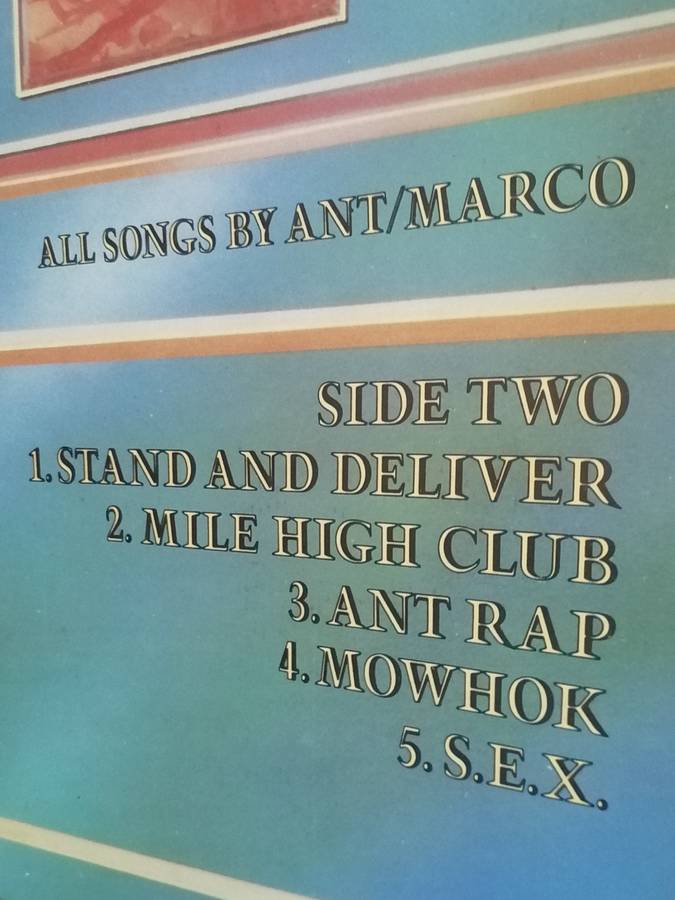 ALL SONGS BY ANT/MARCO
SIDE TWO
1. STAND AND DELIVER
2. MILE HIGH CLUB
3. ANT RAP
4. MOWHOK
5. S.E.X.